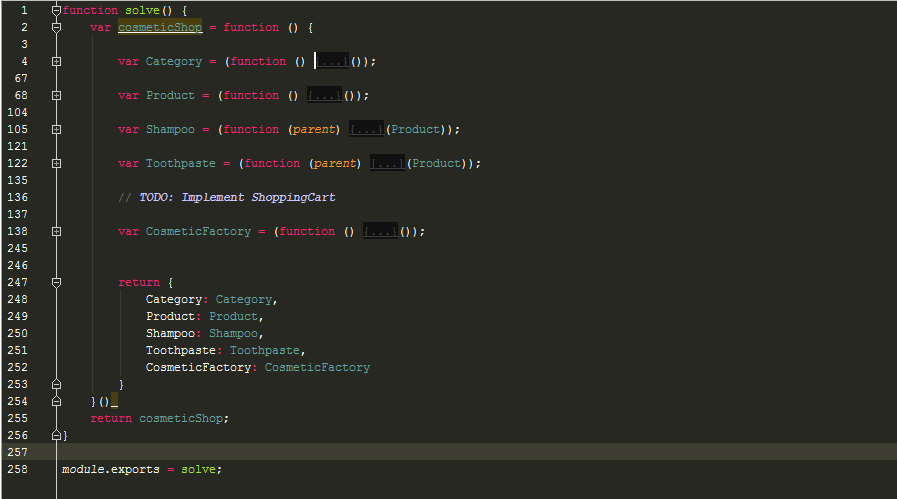 1 function solve() {
2 var cosmeticShop = function () {
3
4 var Category = (function () {...}());
67
68 var Product = (function () {...}());
104
105 var Shampoo = (function (parent) {...}(Product));
121
122 var Toothpaste = (function (parent) {...}(Product));
135
136 // TODO: Implement ShoppingCart
137
138 var CosmeticFactory = (function () {...}());
245
246
247 return {
248 Category: Category,
249 Product: Product,
250 Shampoo: Shampoo,
251 Toothpaste: Toothpaste,
252 CosmeticFactory: CosmeticFactory
253 }
254 }()
255 return cosmeticShop;
256 }
257
258 module.exports = solve;